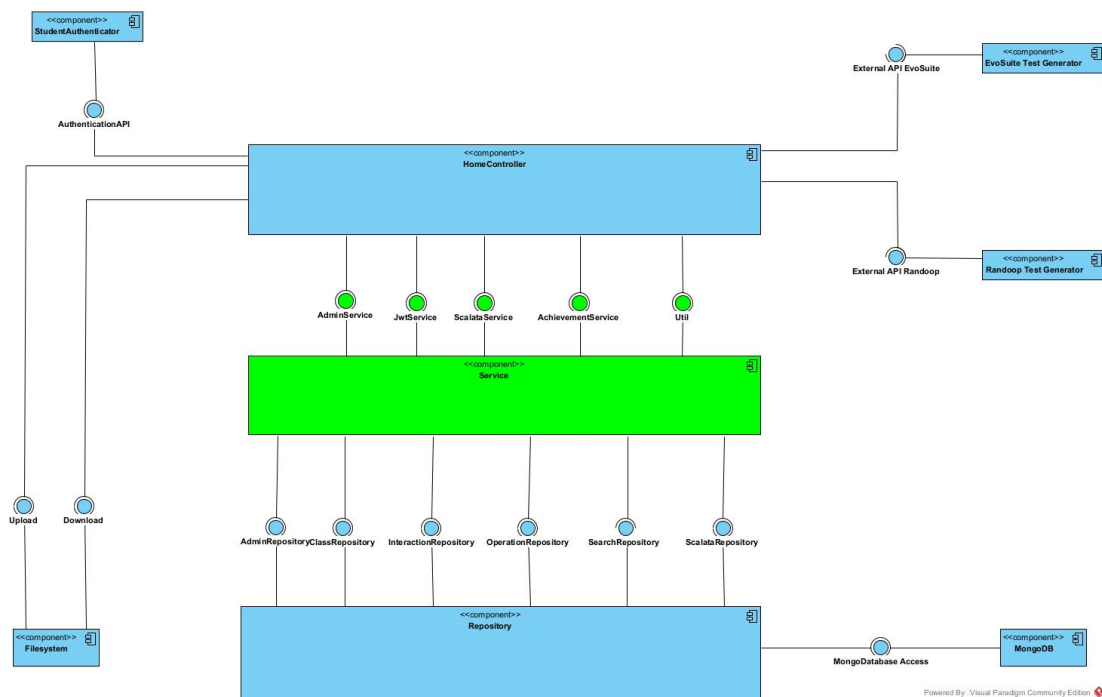 <<component>>
StudentAuthenticator
External API EvoSuite
<<component>>
EvoSuite Test Generator
AuthenticationAPI
<<component>>
HomeController
External API Randoop
<<component>>
Randoop Test Generator
AdminService
JwtService
ScalataService
AchievementService
Util
<<component>>
Service
Upload
Download
AdminRepository
ClassRepository
InteractionRepository
OperationRepository
SearchRepository
ScalataRepository
<<component>>
Filesystem
<<component>>
Repository
MongoDatabase Access
<<component>>
MongoDB
Powered By Visual Paradigm Community Edition